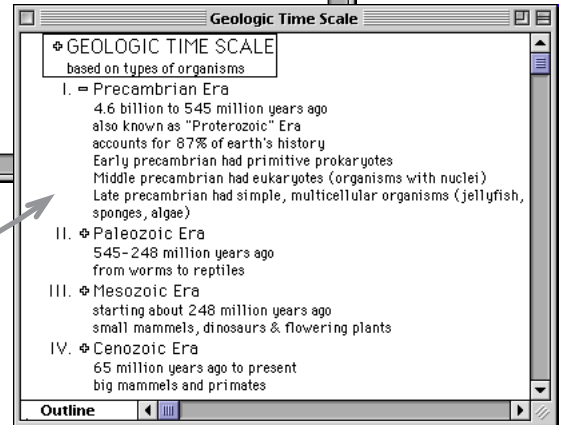 Geologic Time Scale
GEOLOGIC TIME SCALE
based on types of organisms
I. Precambrian Era
4.6 billion to 545 million years ago
also known as "Proterozoic" Era
accounts for 87% of earth's history
Early precambrian had primitive prokaryotes
Middle precambrian had eukaryotes (organisms with nuclei)
Late precambrian had simple, multicellular organisms (jellyfish,
sponges, algae)
II. Paleozoic Era
545-248 million years ago
from worms to reptiles
III. Mesozoic Era
starting about 248 million years ago
small mammals, dinosaurs & flowering plants
IV. Cenozoic Era
65 million years ago to present
big mammals and primates
Outline